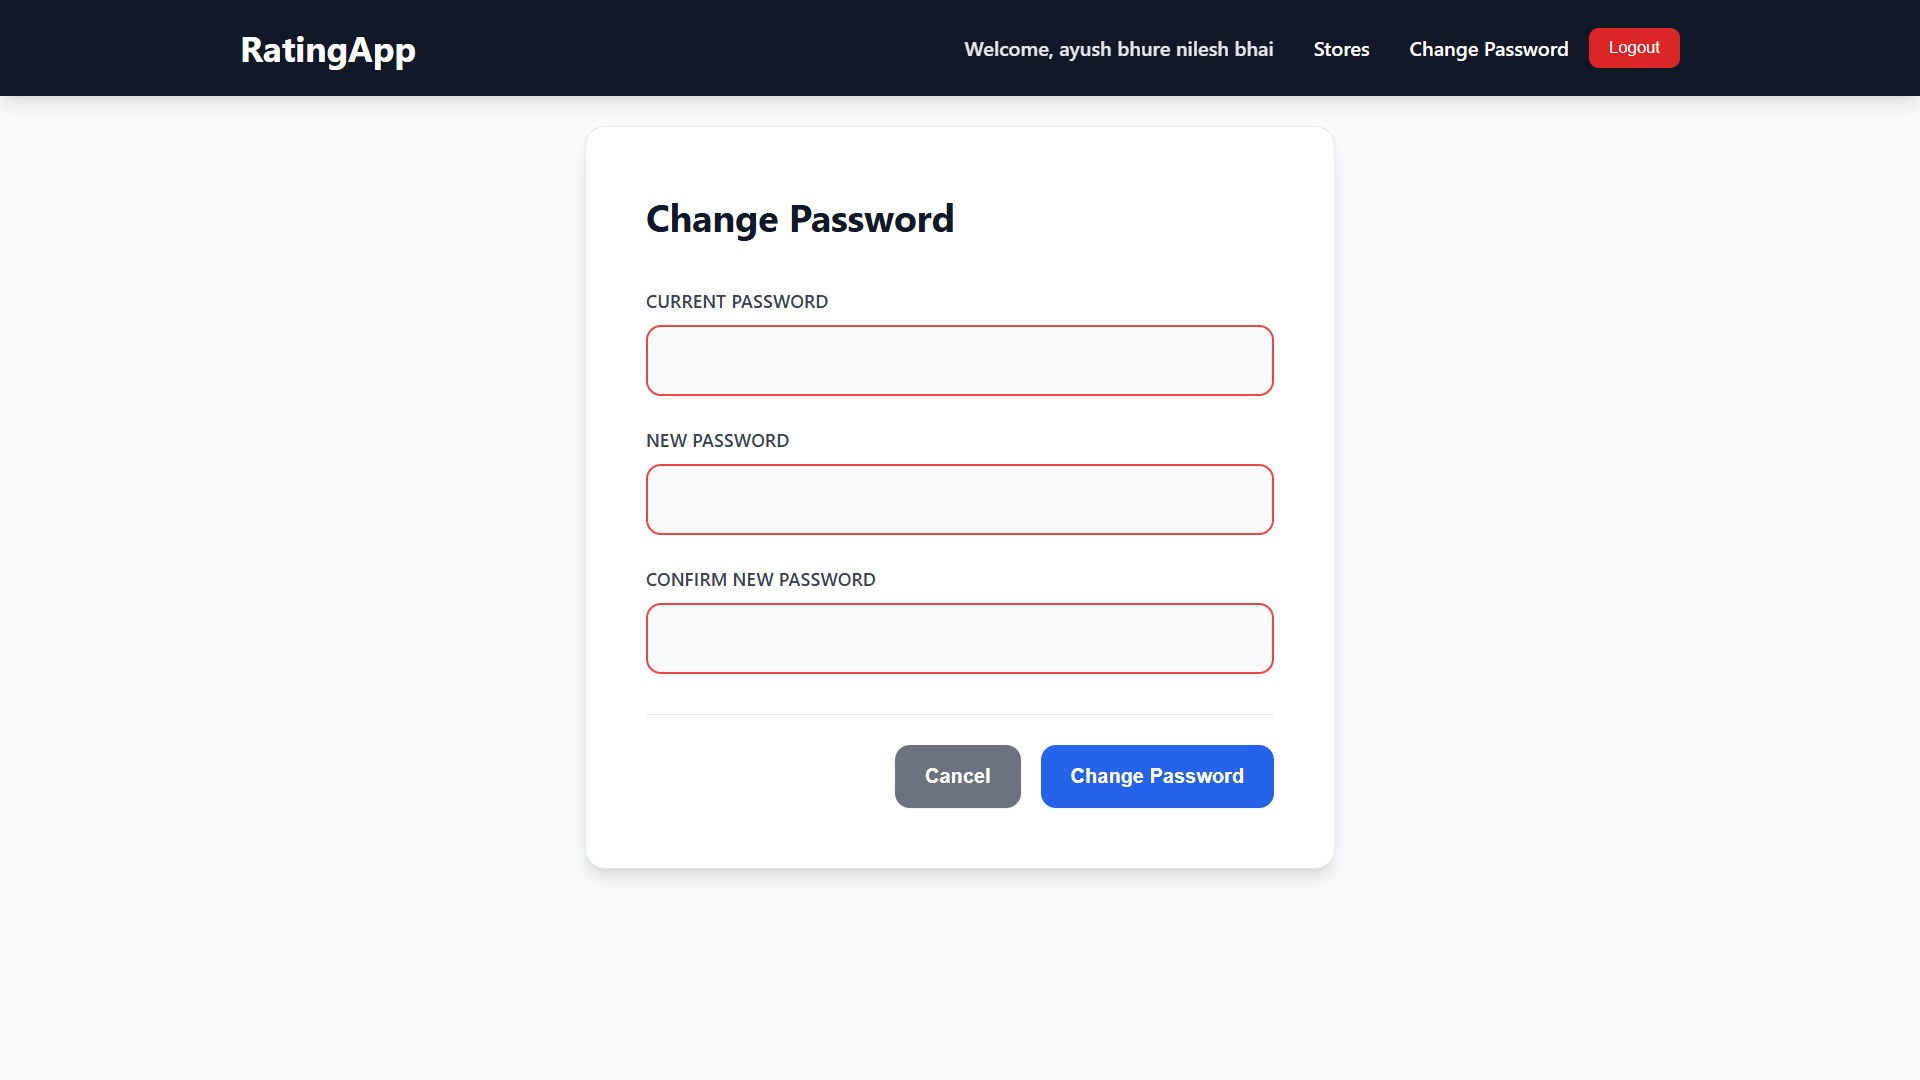 RatingApp
Welcome, ayush bhure nilesh bhai
Stores
Change Password
Logout
Change Password
CURRENT PASSWORD
NEW PASSWORD
CONFIRM NEW PASSWORD
Cancel
Change Password